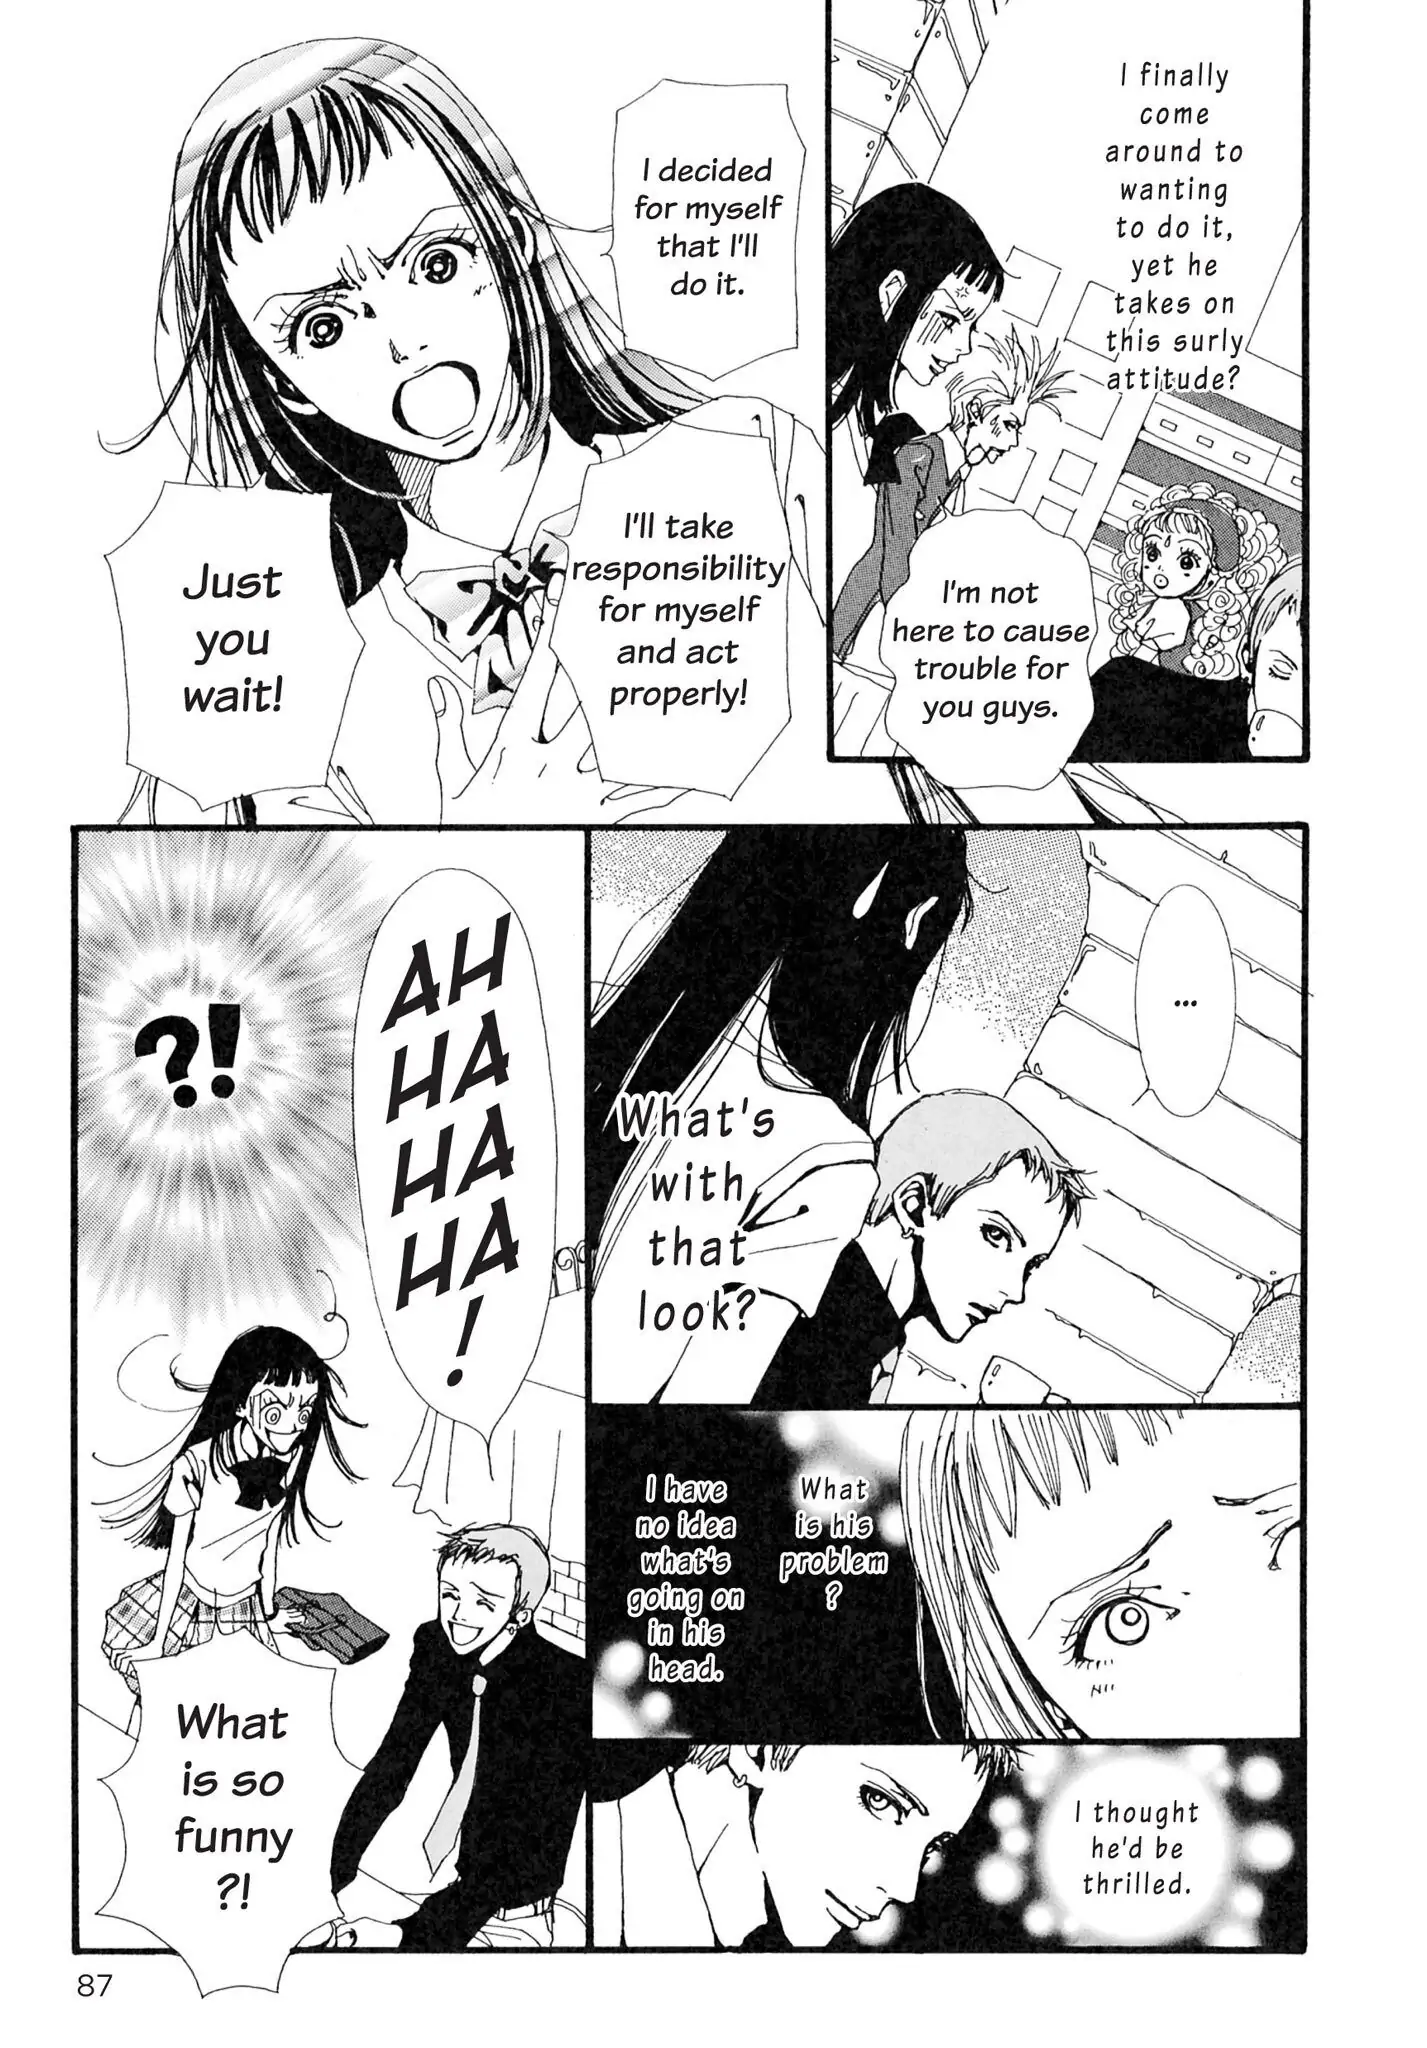 I finally
come
around to
wanting
to do it,
yet he
takes on
this surly
attitude?
I'm not
here to cause
trouble for
you guys.
I decided
for myself
that I'll
do it.
I'll take
responsibility
for myself
and act
properly!
Just
you
wait!
...
What's
with
that
look?
What
is his
problem
?
I have
no idea
what's
going on
in his
head.
I thought
he'd be
thrilled.
AH
HA
HA
HA
!
?!
What
is so
funny
?!
87